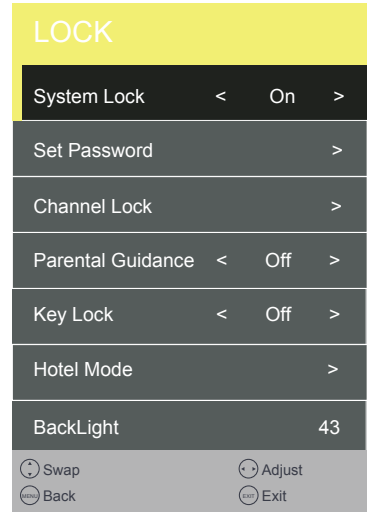 LOCK
System Lock < On >
Set Password >
Channel Lock >
Parental Guidance < Off >
Key Lock < Off >
Hotel Mode >
BackLight 43
Swap Adjust
MENU Back EXIT Exit